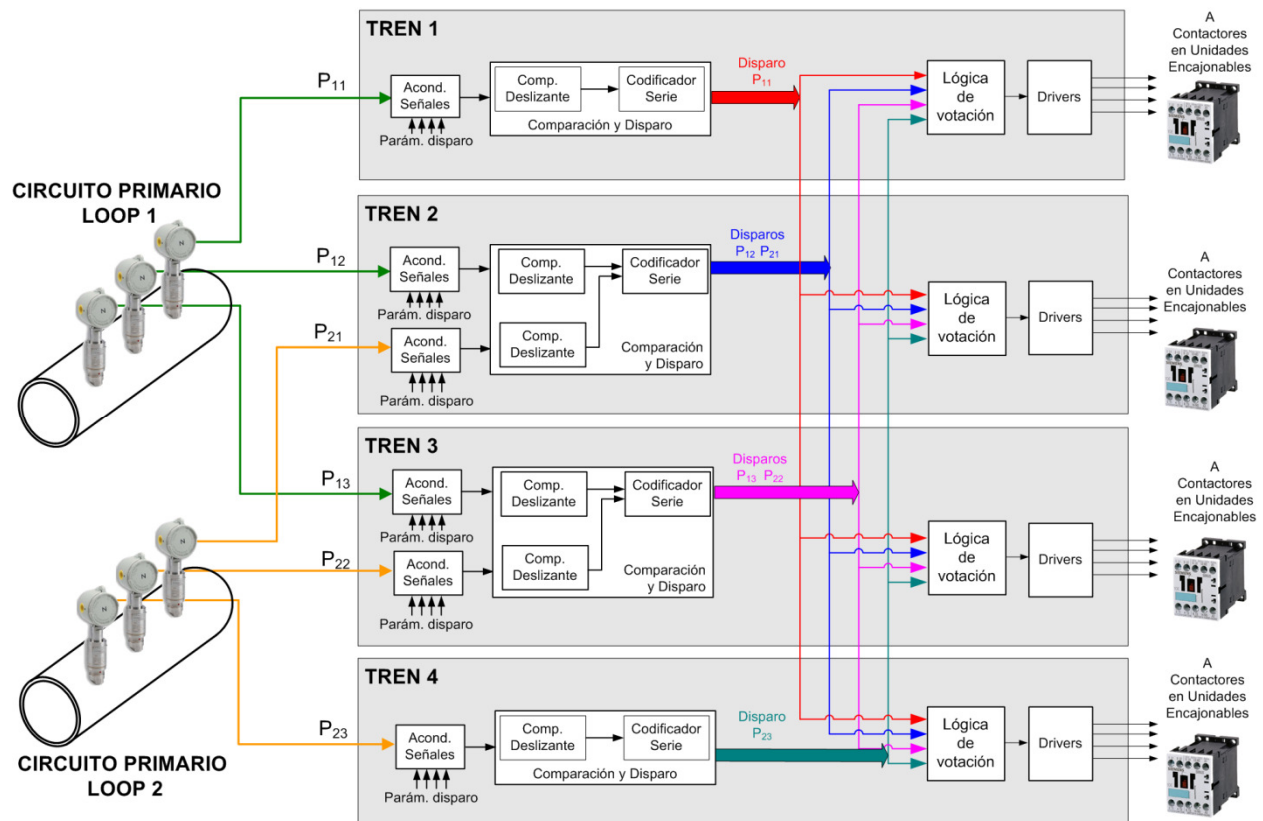 TREN 1
P11
Acond.
Señales
Parám. disparo
Comp.
Deslizante
Codificador
Serie
Comparación y Disparo
Disparo
P11
Lógica
de
votación
Drivers
A
Contactores
en Unidades
Encajonables
CIRCUITO PRIMARIO
LOOP 1
TREN 2
P12
Acond.
Señales
Parám. disparo
P21
Acond.
Señales
Parám. disparo
Comp.
Deslizante
Codificador
Serie
Comp.
Deslizante
Comparación
y Disparo
Disparos
P12 P21
Lógica
de
votación
Drivers
A
Contactores
en Unidades
Encajonables
TREN 3
P13
Acond.
Señales
Parám. disparo
P22
Acond.
Señales
Parám. disparo
Comp.
Deslizante
Codificador
Serie
Comp.
Deslizante
Comparación
y Disparo
Disparos
P13 P22
Lógica
de
votación
Drivers
A
Contactores
en Unidades
Encajonables
TREN 4
P23
Acond.
Señales
Parám. disparo
Comp.
Deslizante
Codificador
Serie
Comparación y Disparo
Disparo
P23
Lógica
de
votación
Drivers
A
Contactores
en Unidades
Encajonables
CIRCUITO PRIMARIO
LOOP 2